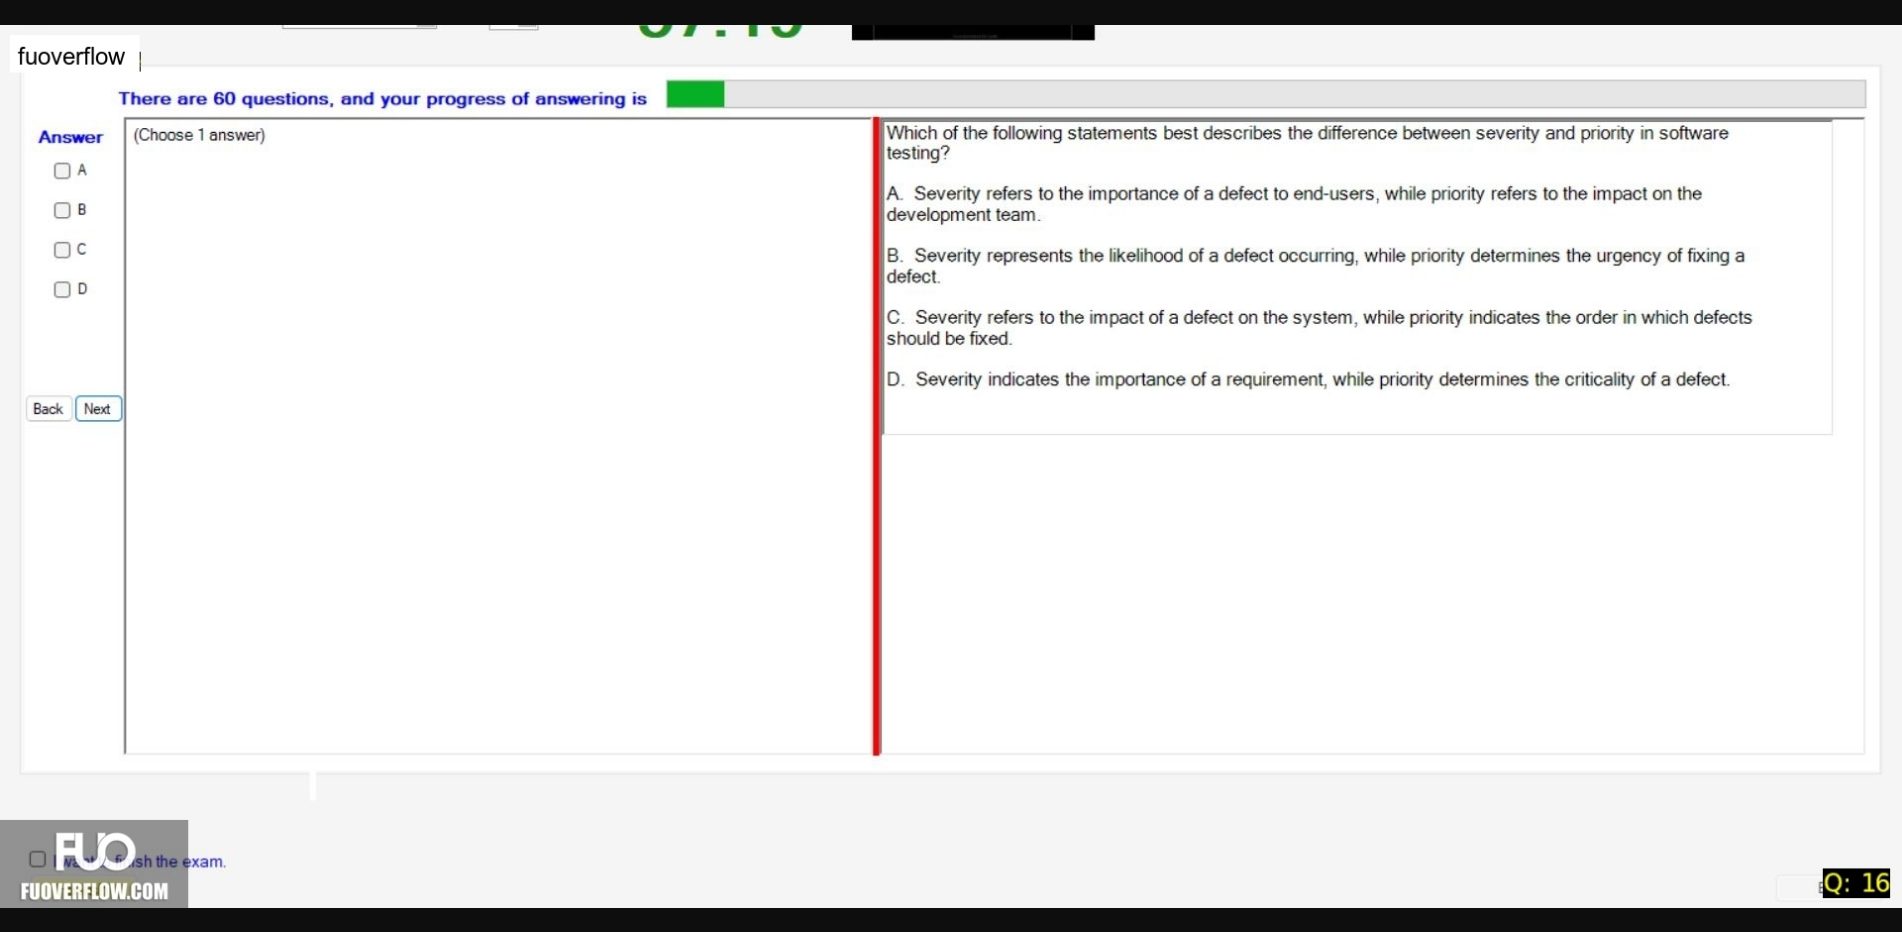 fuoverflow
There are 60 questions, and your progress of answering is
Answer
(Choose 1 answer)
A
B
C
D
Back Next
Which of the following statements best describes the difference between severity and priority in software
testing?
A. Severity refers to the importance of a defect to end-users, while priority refers to the impact on the
development team.
B. Severity represents the likelihood of a defect occurring, while priority determines the urgency of fixing a
defect.
C. Severity refers to the impact of a defect on the system, while priority indicates the order in which defects
should be fixed.
D. Severity indicates the importance of a requirement, while priority determines the criticality of a defect.
FUO
the exam.
FUOVERFLOW.COM
Q: 16